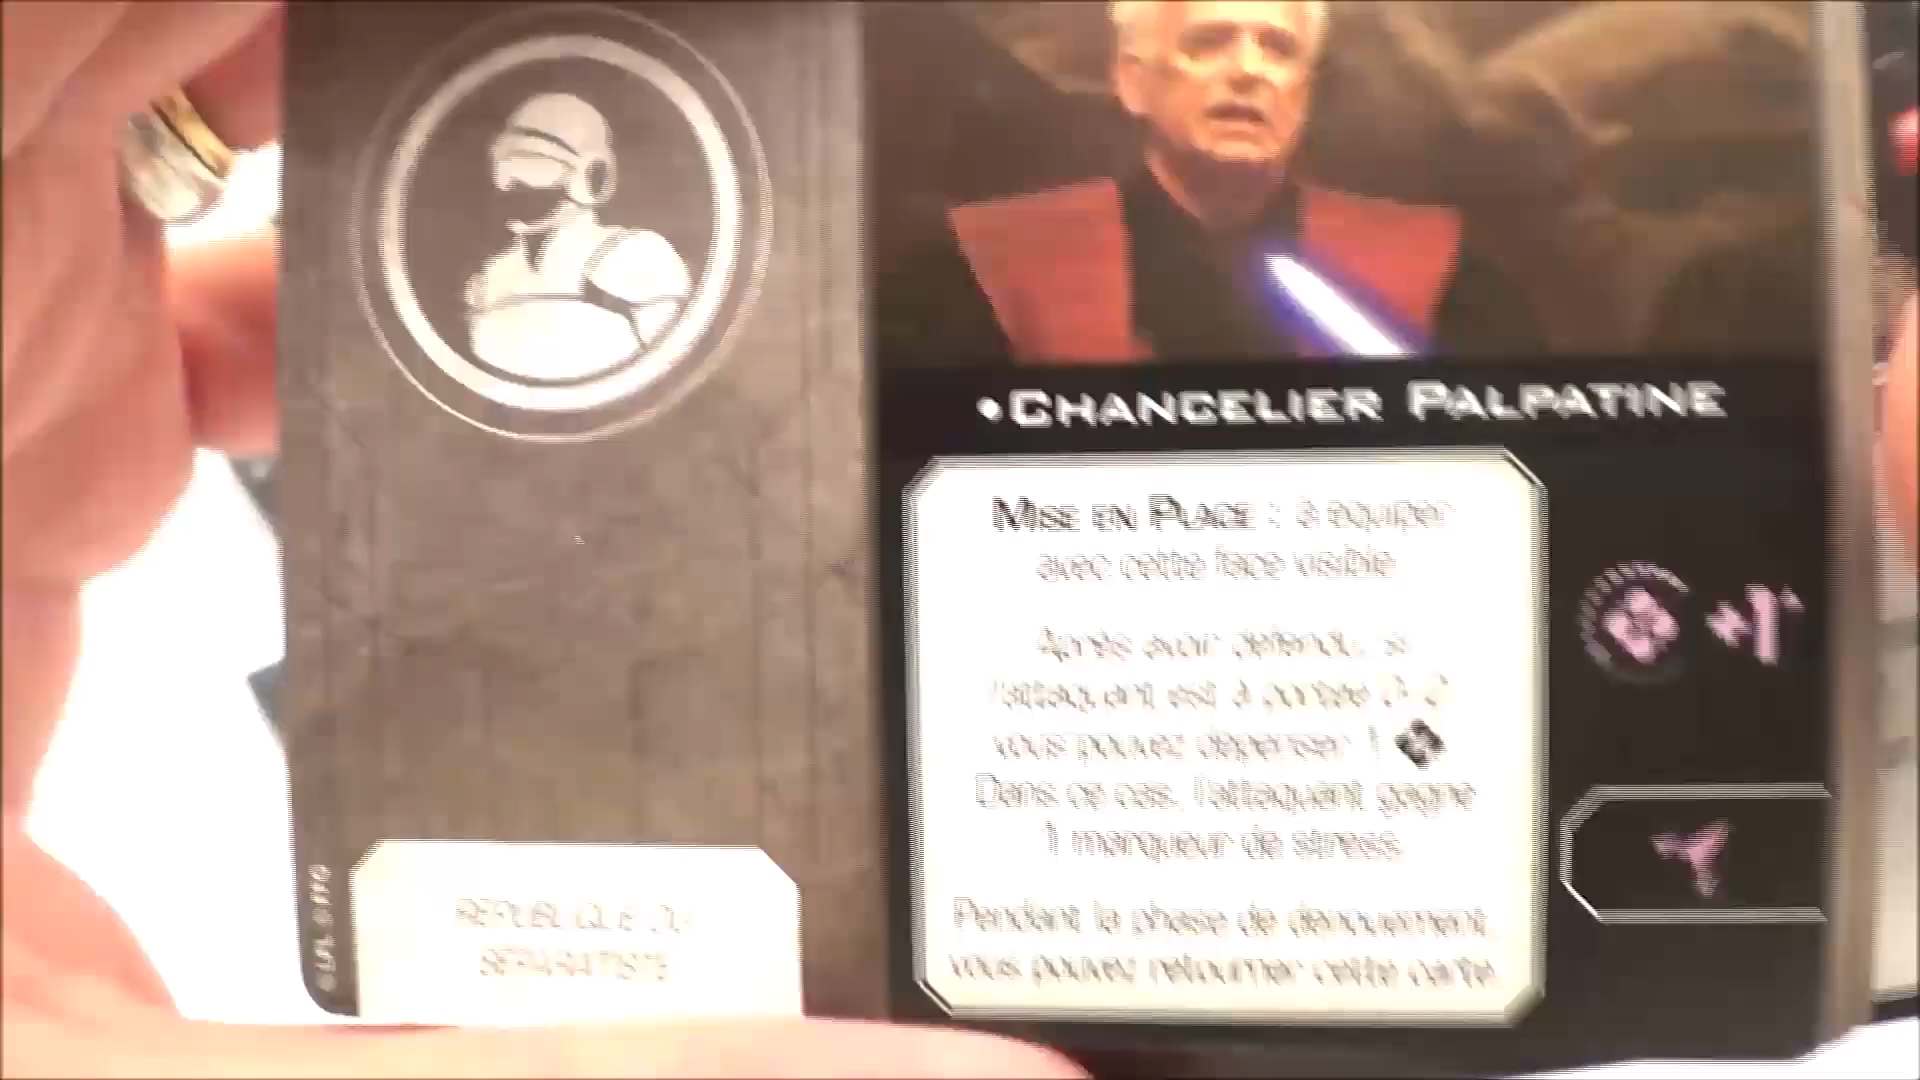 •CHANCELIER PALPATINE
MISE EN PLACE : à équiper
avec cette face visible
Après avoir défendu, si
l'attaquant est à portée 0-2
vous pouvez dépenser 1
Dans ce cas, l'attaquant gagne
1 marqueur de stress.
Pendant la phase de dénouement,
vous pouvez retourner cette carte.
+1
RÉPUBLIQUE OU
SÉPARATISTE
©LFL ©FFG